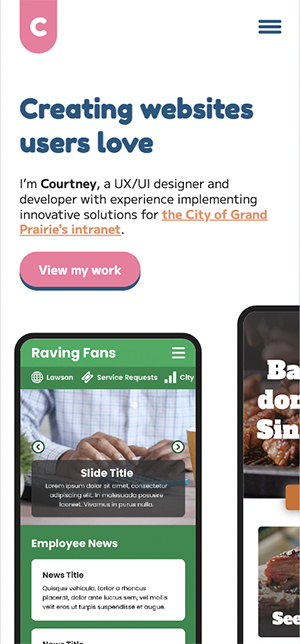 C
Creating websites
users love
I'm Courtney, a UX/UI designer and
developer with experience implementing
innovative solutions for the City of Grand
Prairie's intranet.
View my work
Raving Fans
Lawson
Service Requests
City
Slide Title
Lorem ipsum dolor sit amet, consectetur
adipiscing elit. In malesuada posuere
laoreet. Vivamus in purus nulla.
Employee News
News Title
Quisque vehicula, tortor a rhoncus
placerat, dolor ante luctus sem, vel mollis
velit eros ut turpis suspendisse et augue.
News Title
Ba
don
Sin
See